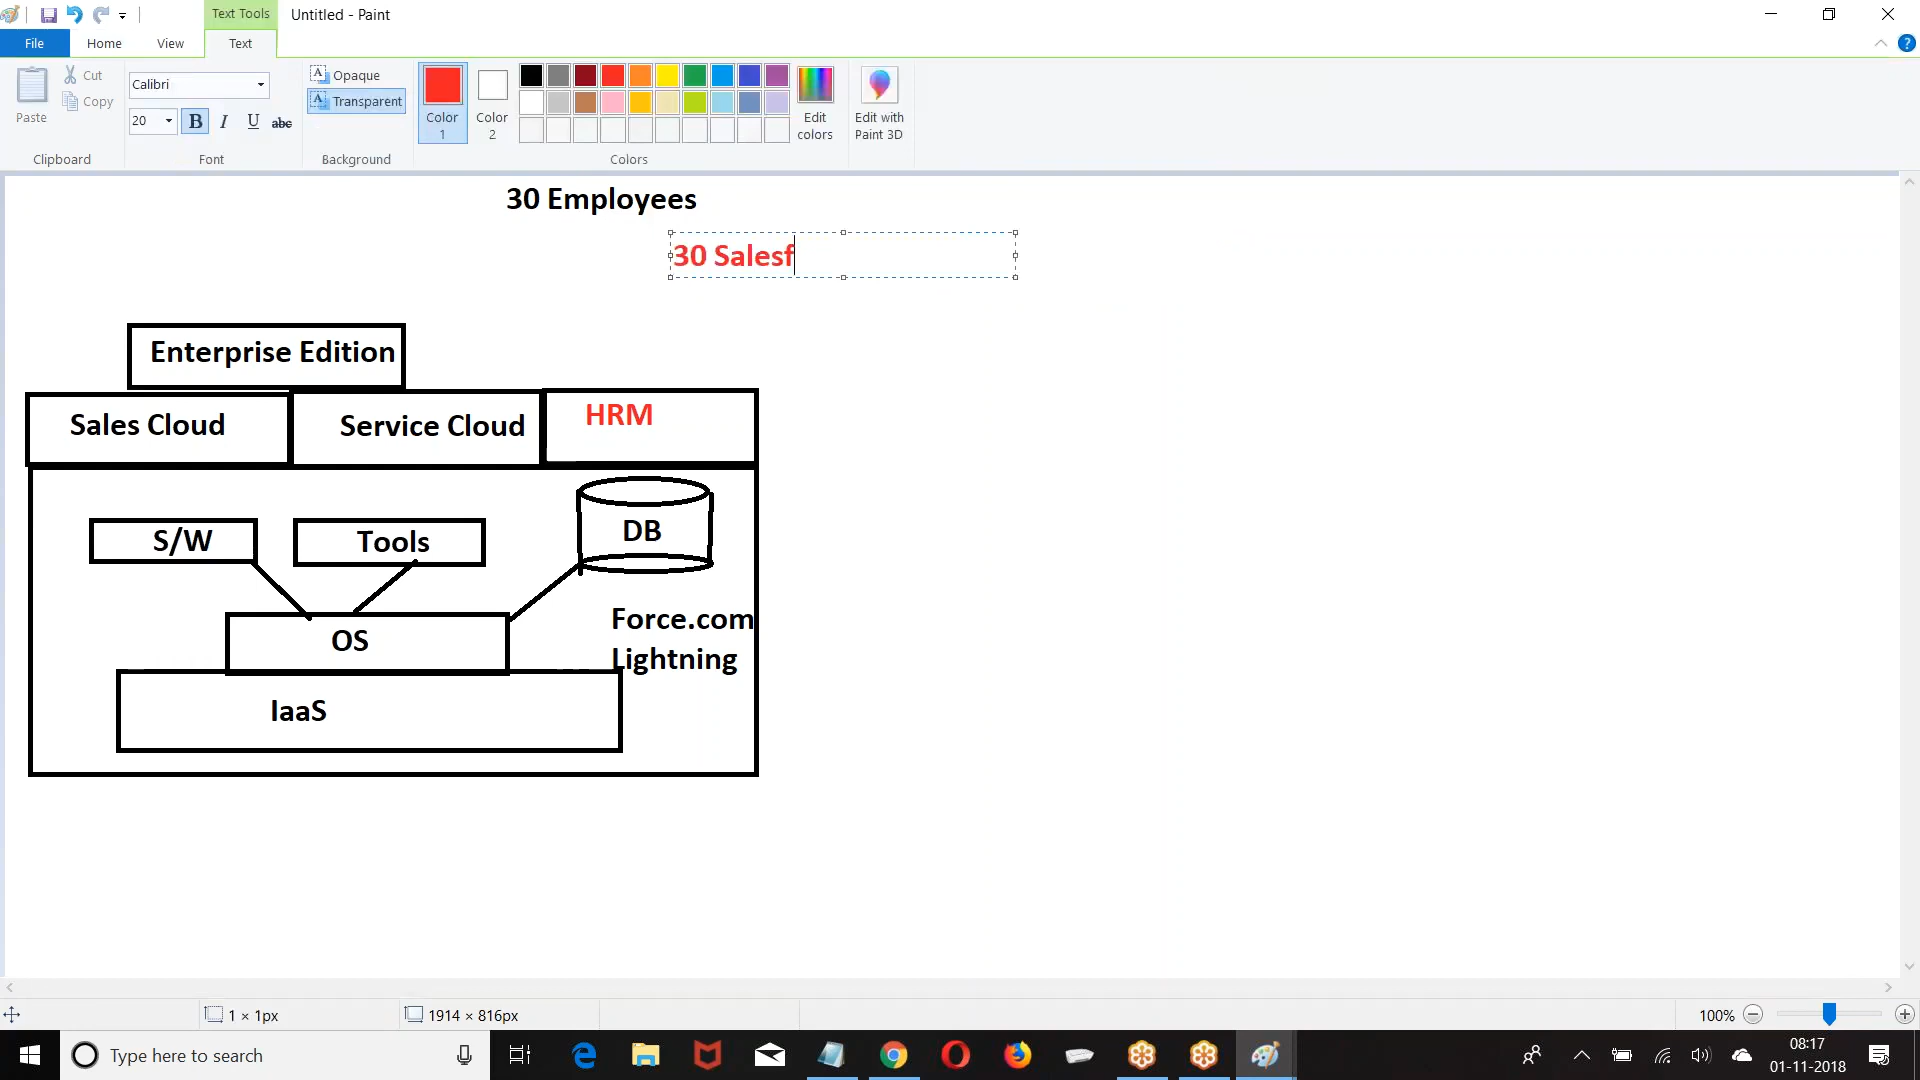 Text Tools
Untitled - Paint
File
Home
View
Text
Paste
Cut
Copy
Clipboard
Calibri
20
B
I
U
abc
Font
A Opaque
A Transparent
Background
Color 1
Color 2
Colors
Edit colors
Edit with Paint 3D
30 Employees
30 Salesf
Enterprise Edition
Sales Cloud
Service Cloud
HRM
S/W
Tools
DB
Force.com
Lightning
OS
IaaS
1 × 1px
1914 × 816px
100%
Type here to search
08:17
01-11-2018